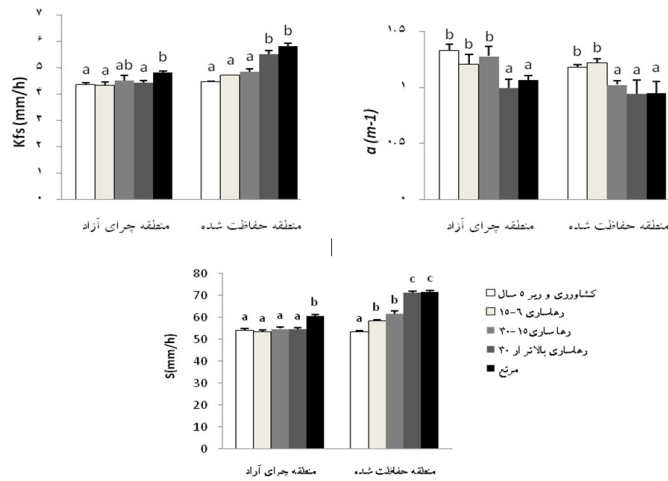 ۷
۶
۵
۴
۳
۲
۱
۰
Kfs (mm/h)
a a ab a b
a a a b b
منطقه چرای آزاد
منطقه حفاظت شده
۱.۵
۱
۰.۵
۰
α (m-1)
b b b a a
b b a a a
منطقه چرای آزاد
منطقه حفاظت شده
80
70
60
50
40
30
20
10
0
S(mm/h)
a a a a b
a b b c c
منطقه چرای آزاد
منطقه حفاظت شده
کشاورزی و زیر ۵ سال
رهاسازی ۶-۱۵
رها سازی ۱۵-۳۰
رهاسازی بالاتر از ۳۰
مرتع